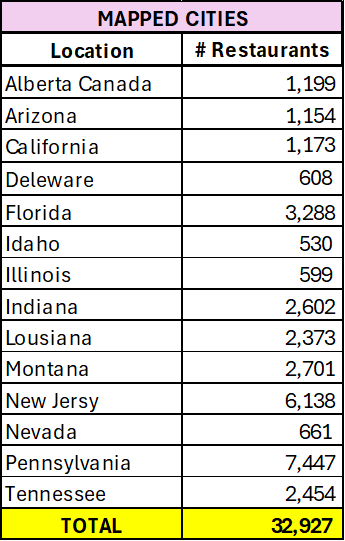 MAPPED CITIES
Location # Restaurants
Alberta Canada 1,199
Arizona 1,154
California 1,173
Deleware 608
Florida 3,288
Idaho 530
Illinois 599
Indiana 2,602
Lousiana 2,373
Montana 2,701
New Jersy 6,138
Nevada 661
Pennsylvania 7,447
Tennessee 2,454
TOTAL 32,927